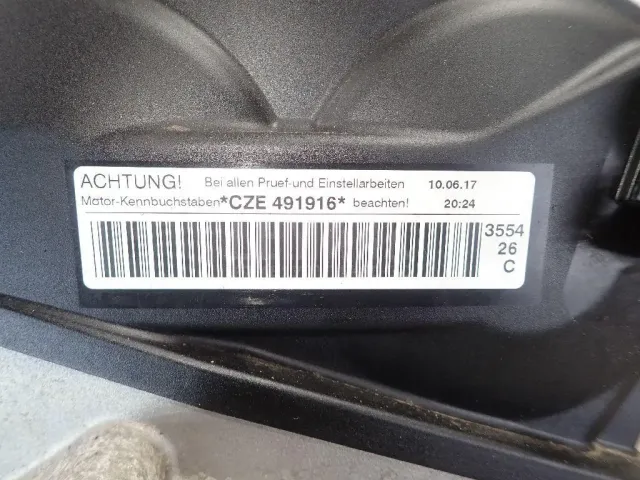 ACHTUNG! Bei allen Pruef-und Einstellarbeiten 10.06.17
Motor-Kennbuchstaben *CZE 491916* beachten! 20:24
3554
26
C